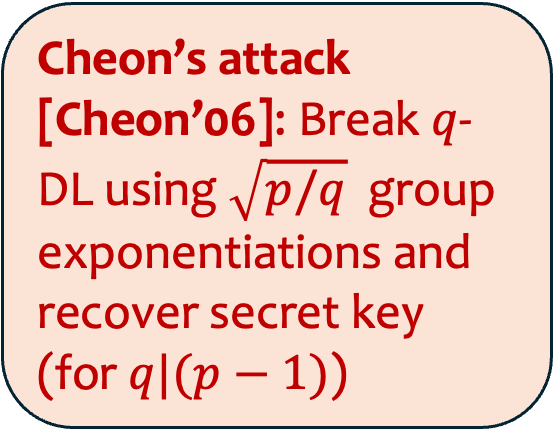 Cheon’s attack
[Cheon’06]: Break q-
DL using √p/q group
exponentiations and
recover secret key
(for q|(p − 1))